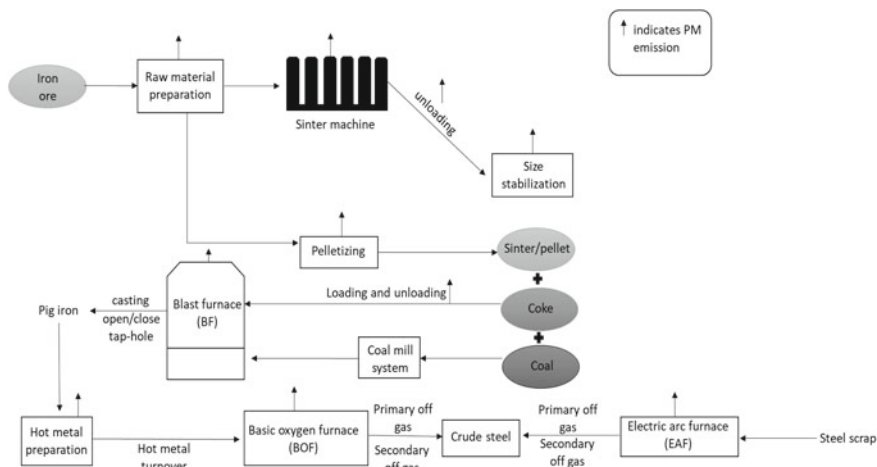 indicates PM
emission
Iron
ore
Raw material
preparation
Sinter machine
unloading
Size
stabilization
Pelletizing
Sinter/pellet
+
Loading and unloading
Coke
+
Coal
Coal mill
system
Blast furnace
(BF)
casting
open/close
tap-hole
Pig iron
Hot metal
preparation
Hot metal
turnover
Basic oxygen furnace
(BOF)
Primary off
gas
Secondary
off gas
Crude steel
Primary off
gas
Secondary
off gas
Electric arc furnace
(EAF)
Steel scrap